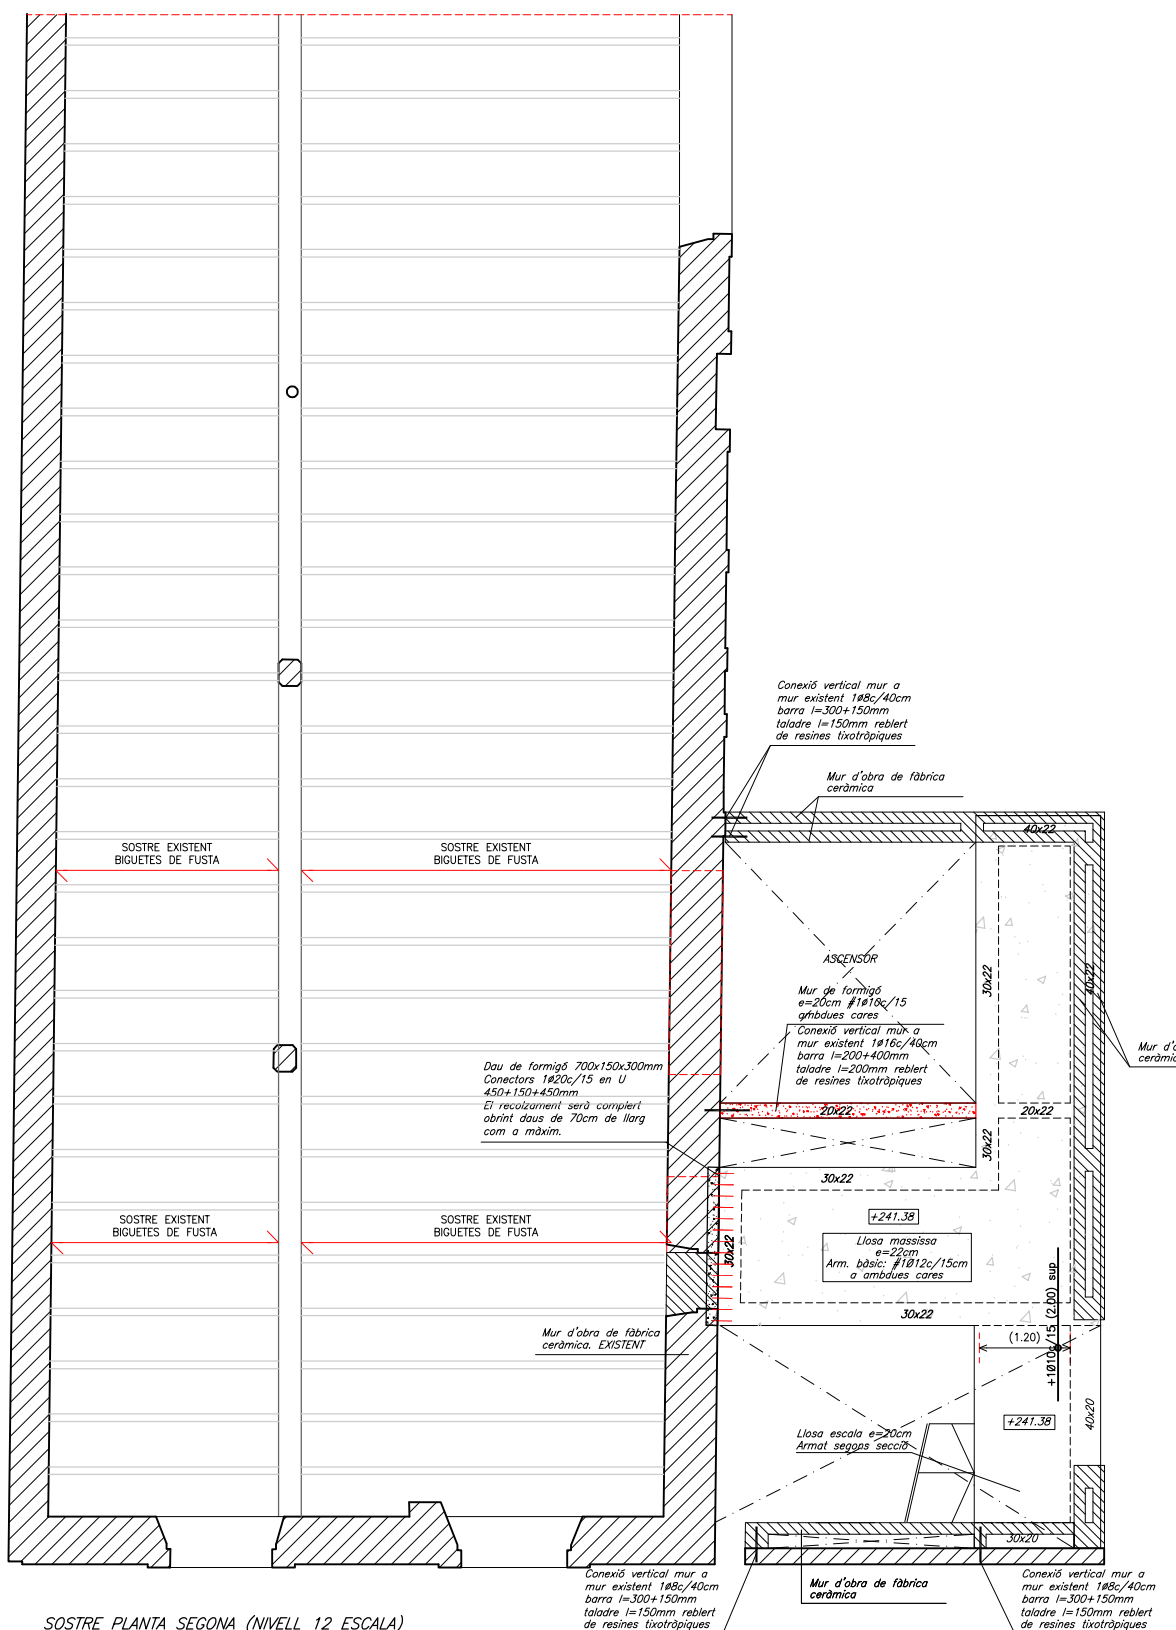 Conexió vertical mur a
mur existent 1ø8c/40cm
barra l=300+150mm
taladre l=150mm reblert
de resines tixotròpiques
Mur d'obra de fàbrica
ceràmica
40x22
SOSTRE EXISTENT
BIGUETES DE FUSTA
SOSTRE EXISTENT
BIGUETES DE FUSTA
ASCENSOR
30x22
40x22
Mur de formigó
e=20cm #1ø10c/15
ambdues cares
Conexió vertical mur a
mur existent 1ø16c/40cm
barra l=200+400mm
taladre l=200mm reblert
de resines tixotròpiques
Mur d'o
ceràmic
Dau de formigó 700x150x300mm
Conectors 1ø20c/15 en U
450+150+450mm
El recolzament serà complert
obrint daus de 70cm de llarg
com a màxim.
20x22
20x22
30x22
30x22
SOSTRE EXISTENT
BIGUETES DE FUSTA
SOSTRE EXISTENT
BIGUETES DE FUSTA
+241.38
30x22
Llosa massissa
e=22cm
Arm. bàsic: #1Ø12c/15cm
a ambdues cares
30x22
+1Ø10c/15 (2.00) sup
(1.20)
Mur d'obra de fàbrica
ceràmica. EXISTENT
+241.38
40x20
Llosa escala e=20cm
Armat segons secció
30x20
Conexió vertical mur a
mur existent 1ø8c/40cm
barra l=300+150mm
taladre l=150mm reblert
de resines tixotròpiques
Mur d'obra de fàbrica
ceràmica
Conexió vertical mur a
mur existent 1ø8c/40cm
barra l=300+150mm
taladre l=150mm reblert
de resines tixotròpiques
SOSTRE PLANTA SEGONA (NIVELL 12 ESCALA)